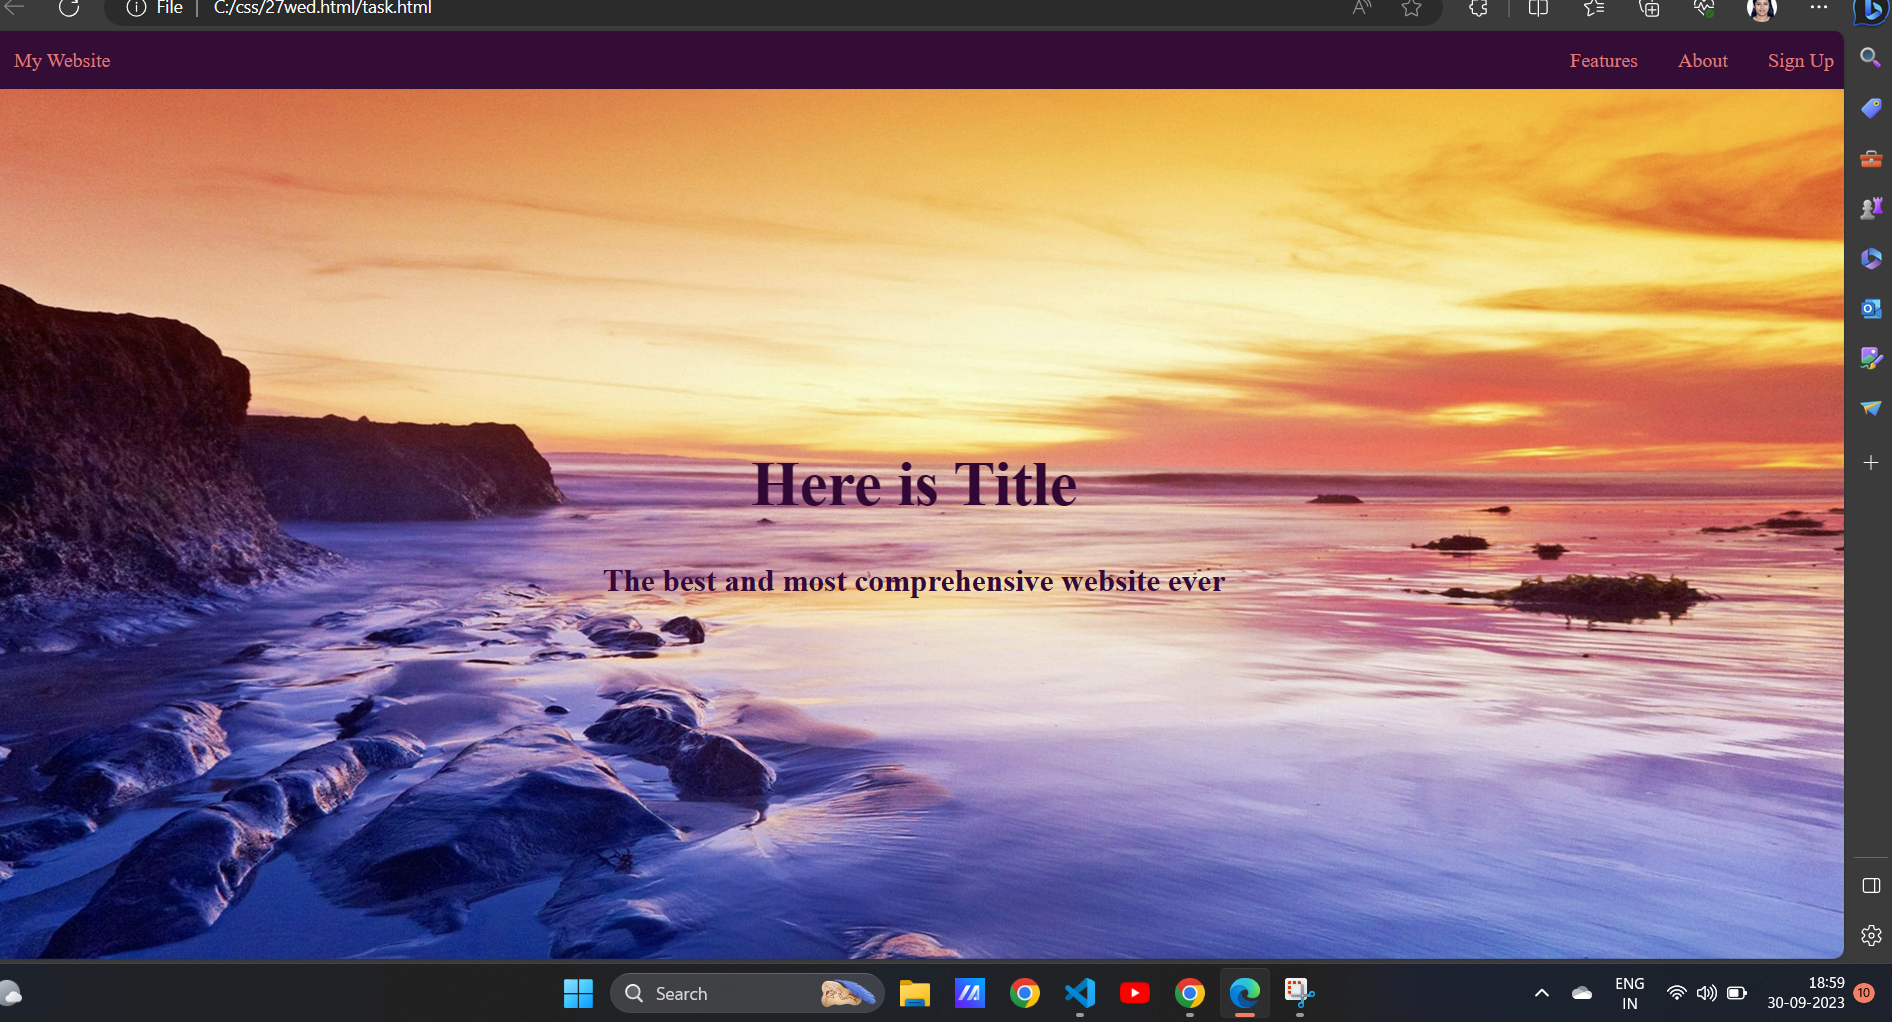 File C:/css/27wed.html/task.html
My Website Features About Sign Up
Here is Title
The best and most comprehensive website ever
Search
ENG
IN
18:59
30-09-2023
10